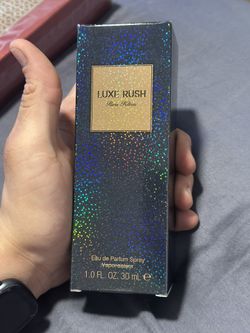 LUXE RUSH
Paris Hilton
Eau de Parfum Spray
Vaporisateur
1.0 FL. OZ. 30 mL ℮